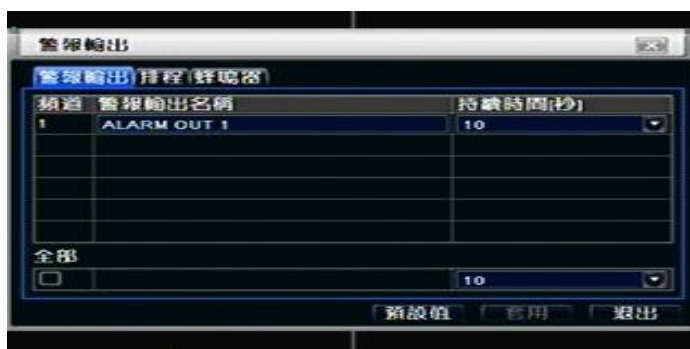 警報輸出
警報輸出 排程 蜂鳴器
頻道 警報輸出名稱 持續時間[秒]
1 ALARM OUT 1 10
全部
10
預設值 套用 退出